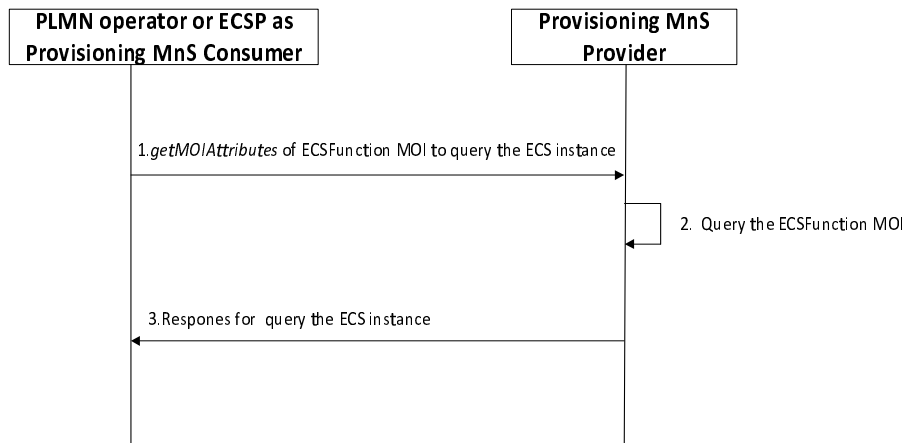 PLMN operator or ECSP as
Provisioning MnS Consumer
Provisioning MnS
Provider
1.getMOIAttributes of ECSFunction MOI to query the ECS instance
2. Query the ECSFunction MOI
3.Respones for query the ECS instance